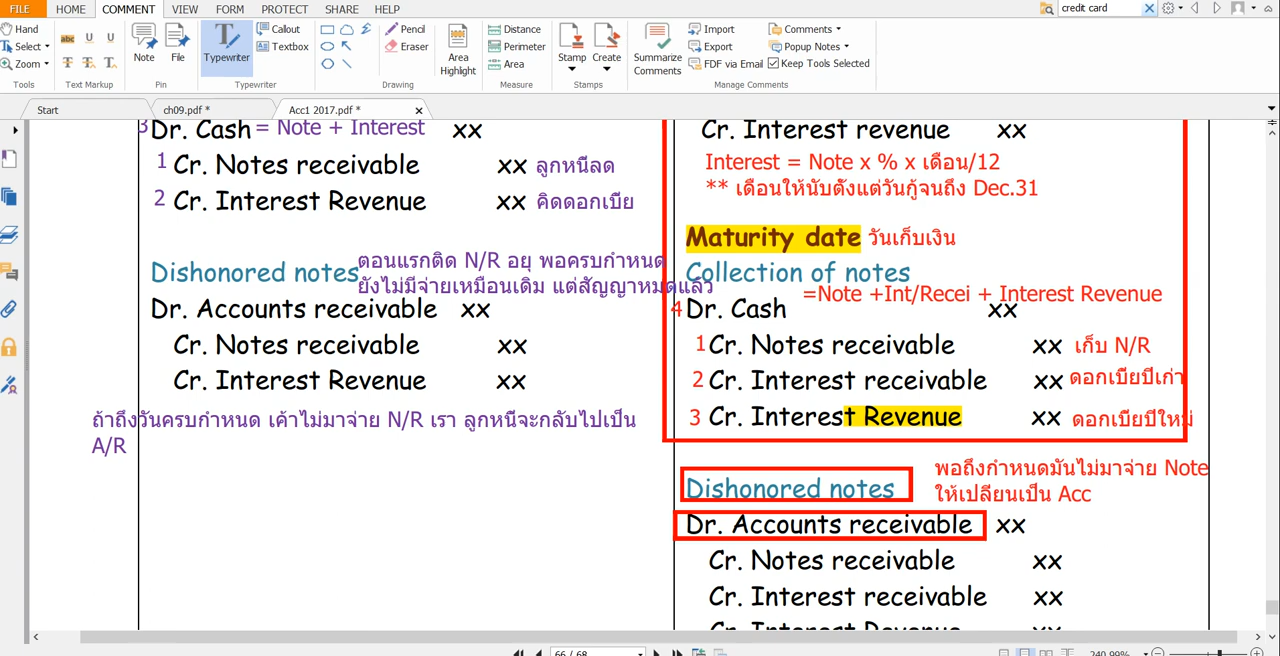 FILE HOME COMMENT VIEW FORM PROTECT SHARE HELP credit card
Hand
Select
Zoom
Tools
abc U U
T T T
Text Markup
Note
File
Pin
Typewriter
Callout
Textbox
Typewriter
Pencil
Eraser
Drawing
Area
Highlight
Distance
Perimeter
Area
Measure
Stamp
Create
Stamps
Summarize
Comments
Import
Export
FDF via Email
Comments
Popup Notes
Keep Tools Selected
Manage Comments
Start ch09.pdf * Acc1 2017.pdf *
3 Dr. Cash = Note + Interest xx
1 Cr. Notes receivable xx ลูกหนี้ลด
2 Cr. Interest Revenue xx คิดดอกเบี้ย
Dishonored notes
ตอนแรกติด N/R อยุ พอครบกำหนด
ยังไม่มีจ่ายเหมือนเดิม แต่สัญญาหมดแล้ว
Dr. Accounts receivable xx
Cr. Notes receivable xx
Cr. Interest Revenue xx
ถ้าถึงวันครบกำหนด เค้าไม่มาจ่าย N/R เรา ลูกหนี้จะกลับไปเป็น
A/R
Cr. Interest revenue xx
Interest = Note x % x เดือน/12
** เดือนให้นับตั้งแต่วันกู้จนถึง Dec.31
Maturity date วันเก็บเงิน
Collection of notes
=Note +Int/Recei + Interest Revenue
4 Dr. Cash xx
1 Cr. Notes receivable xx เก็บ N/R
2 Cr. Interest receivable xx ดอกเบี้ยปีเก่า
3 Cr. Interest Revenue xx ดอกเบี้ยปีใหม่
Dishonored notes
พอถึงกำหนดมันไม่มาจ่าย Note
ให้เปลี่ยนเป็น Acc
Dr. Accounts receivable xx
Cr. Notes receivable xx
Cr. Interest receivable xx
Cr. Interest Revenue xx
66 / 68 240.99%